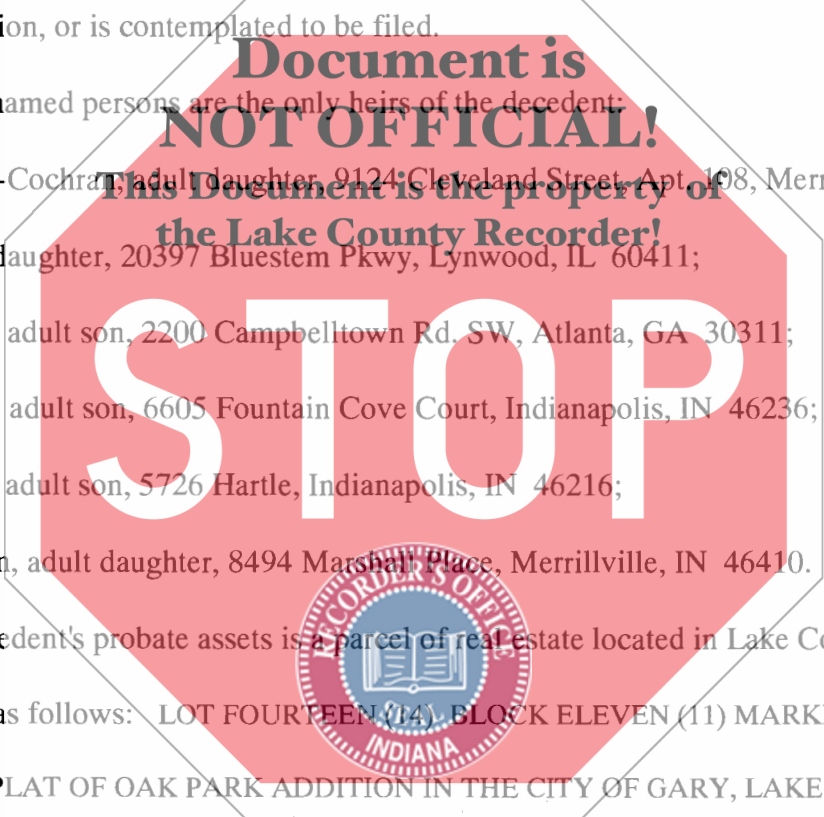 ion, or is contemplated to be filed.
Document is
amed persons are the only heirs of the decedent:
NOT OFFICIAL!
-Cochran, adult daughter, 9124 Cleveland Street, Apt. 108, Merr
This Document is the property of
the Lake County Recorder!
daughter, 20397 Bluestem Pkwy, Lynwood, IL 60411;
STOP
adult son, 2200 Campbelltown Rd. SW, Atlanta, GA 30311;
adult son, 6605 Fountain Cove Court, Indianapolis, IN 46236;
adult son, 5726 Hartle, Indianapolis, IN 46216;
n, adult daughter, 8494 Marshall Place, Merrillville, IN 46410.
RECORDER'S OFFICE
edent's probate assets is a parcel of real estate located in Lake Co
as follows: LOT FOURTEEN (14) BLOCK ELEVEN (11) MARK
SEAL
INDIANA
PLAT OF OAK PARK ADDITION IN THE CITY OF GARY, LAKE